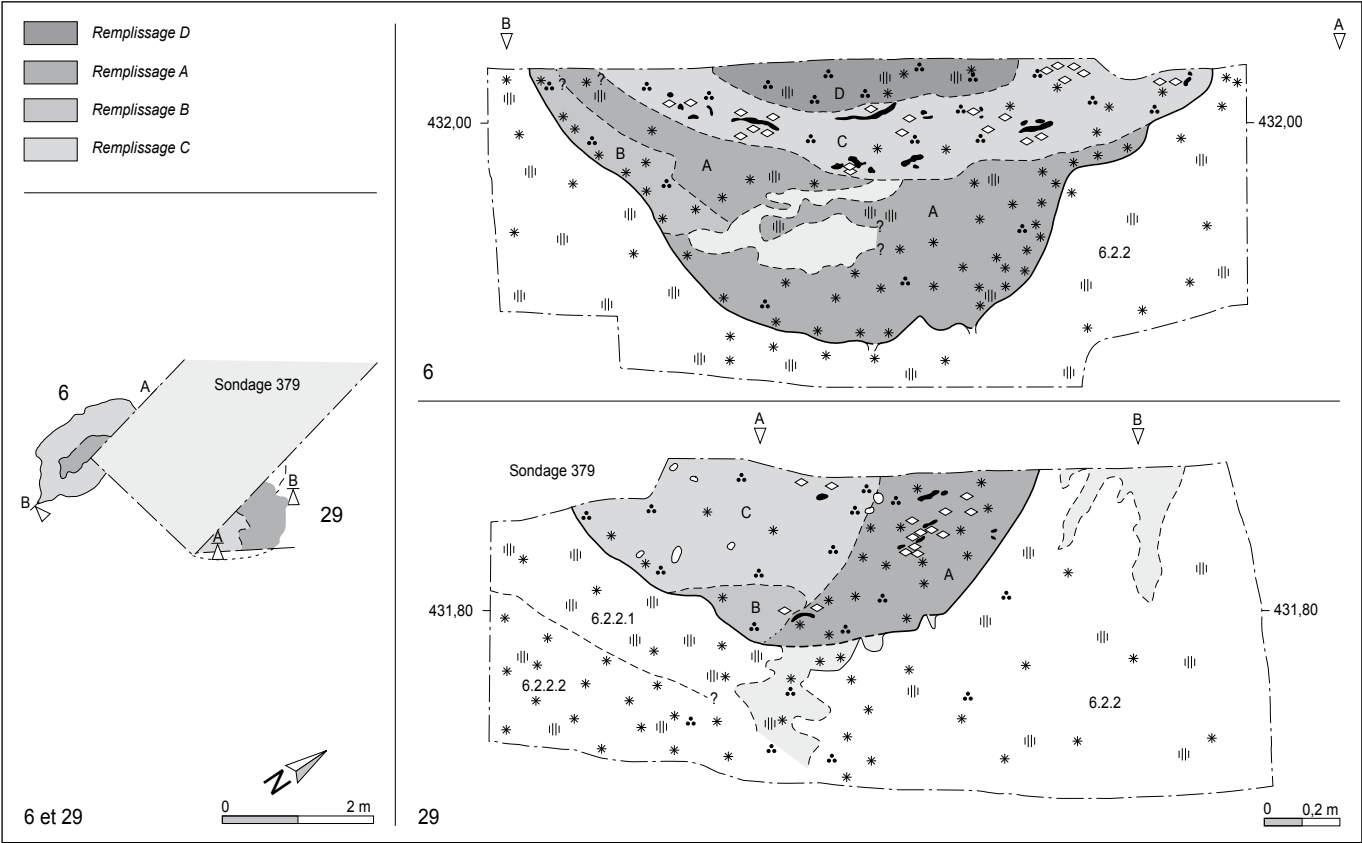 Remplissage D
Remplissage A
Remplissage B
Remplissage C
6
A
Sondage 379
B
B
29
A
N
6 et 29
0 2 m
B
A
? ?
D
432,00
432,00
C
B
A
A
?
?
6.2.2
6
A
B
Sondage 379
C
A
B
431,80
431,80
6.2.2.1
6.2.2.2
?
6.2.2
29
0 0,2 m